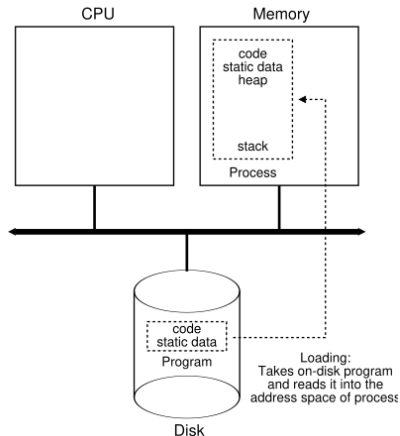 CPU
Memory
code
static data
heap
stack
Process
code
static data
Program
Loading:
Takes on-disk program
and reads it into the
address space of process
Disk